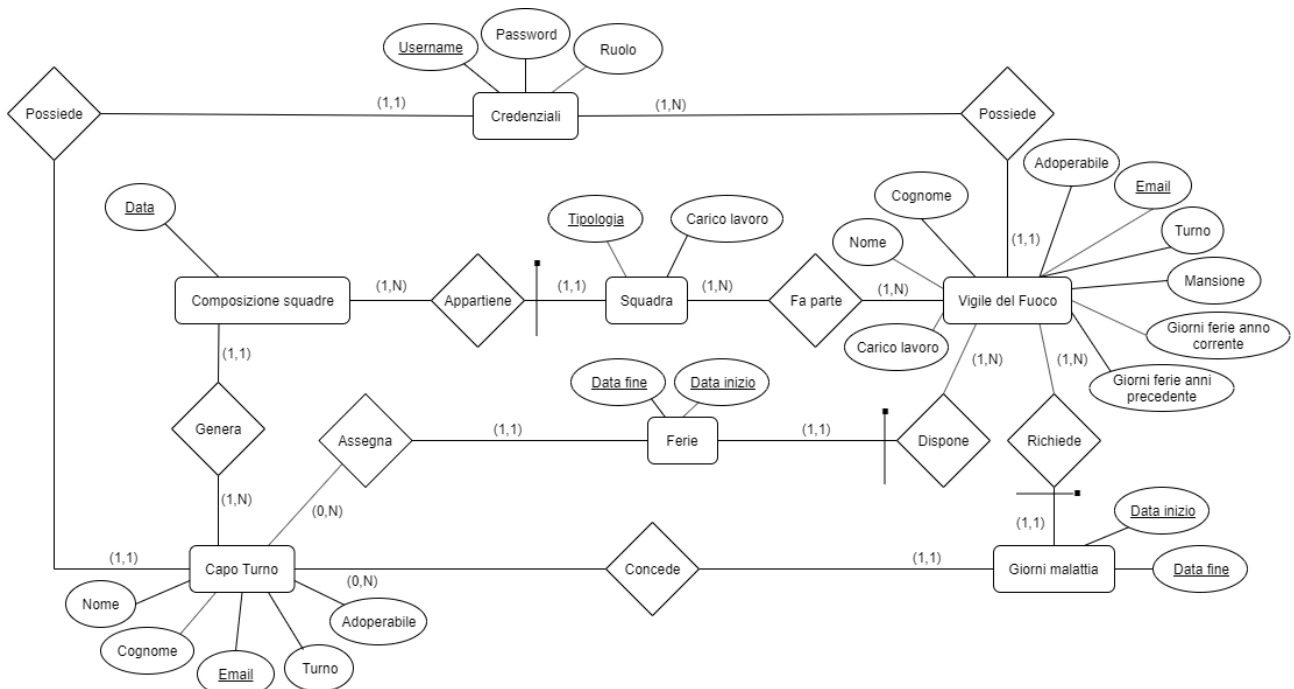 Username
Password
Ruolo
Possiede
(1,1)
Credenziali
(1,N)
Possiede
Adoperabile
Email
Cognome
Data
Tipologia
Carico lavoro
Nome
(1,1)
Turno
Mansione
Composizione squadre
(1,N)
Appartiene
(1,1)
Squadra
(1,N)
Fa parte
(1,N)
Vigile del Fuoco
Carico lavoro
Giorni ferie anno
corrente
(1,1)
(1,N)
(1,N)
Data fine
Data inizio
Giorni ferie anni
precedente
Genera
Assegna
(1,1)
Ferie
(1,1)
Dispone
Richiede
(1,N)
(0,N)
Data inizio
(1,1)
(1,1)
Capo Turno
(0,N)
Concede
(1,1)
Giorni malattia
Data fine
Nome
Adoperabile
Cognome
Email
Turno